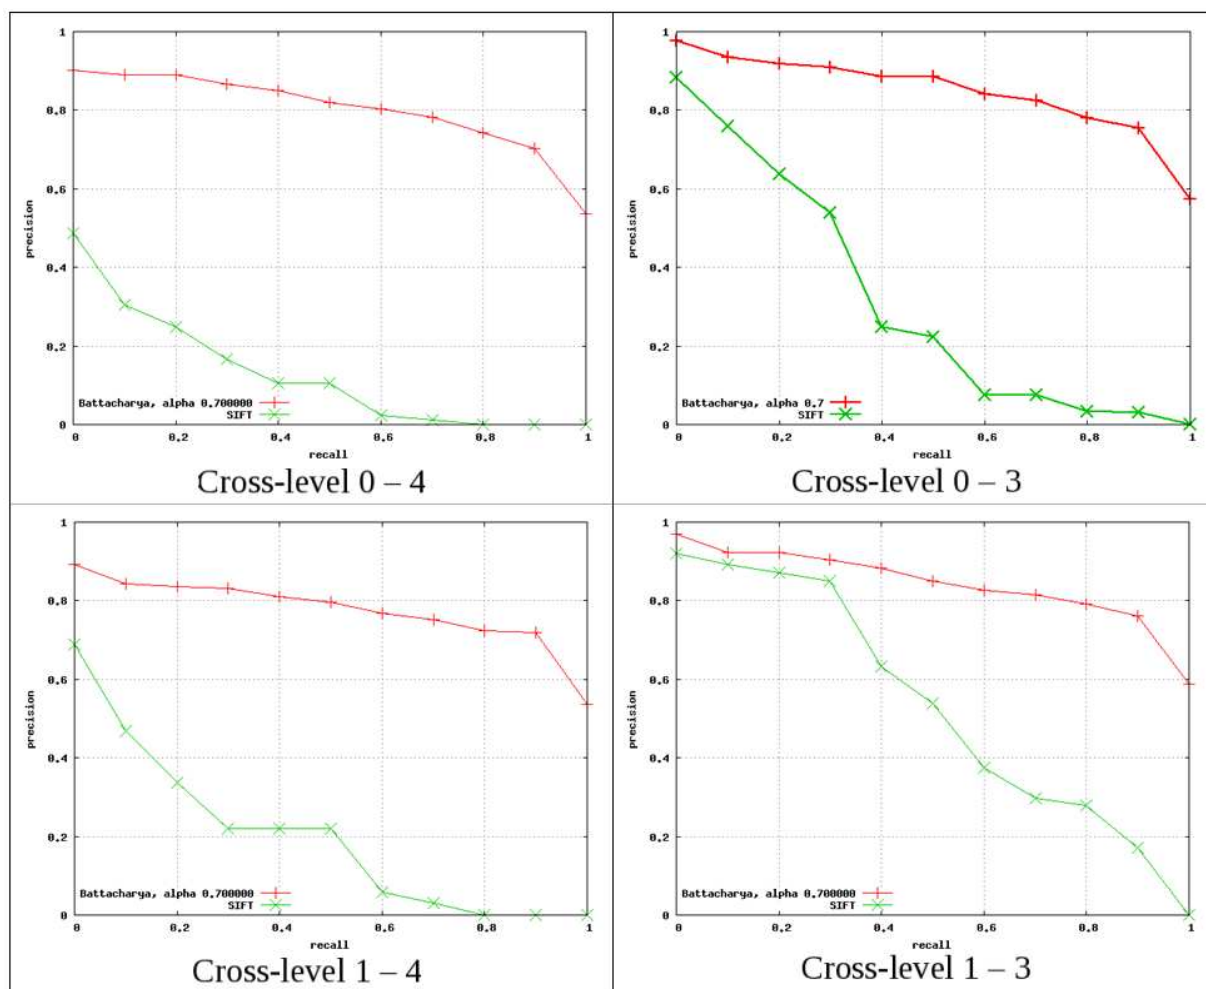 1
0.8
0.6
precision
0.4
0.2
Battacharya, alpha 0.700000
SIFT
0
0 0.2 0.4 0.6 0.8 1
recall
Cross-level 0 – 4
1
0.8
0.6
precision
0.4
0.2
Battacharya, alpha 0.7
SIFT
0
0 0.2 0.4 0.6 0.8 1
recall
Cross-level 0 – 3
1
0.8
0.6
precision
0.4
0.2
Battacharya, alpha 0.700000
SIFT
0
0 0.2 0.4 0.6 0.8 1
recall
Cross-level 1 – 4
1
0.8
0.6
precision
0.4
0.2
Battacharya, alpha 0.700000
SIFT
0
0 0.2 0.4 0.6 0.8 1
recall
Cross-level 1 – 3